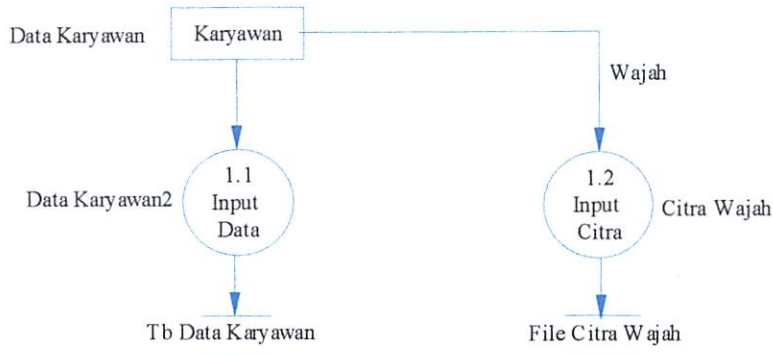 Data Karyawan
Karyawan
Wajah
Data Karyawan2
1.1
Input
Data
1.2
Input
Citra
Citra Wajah
Tb Data Karyawan
File Citra Wajah